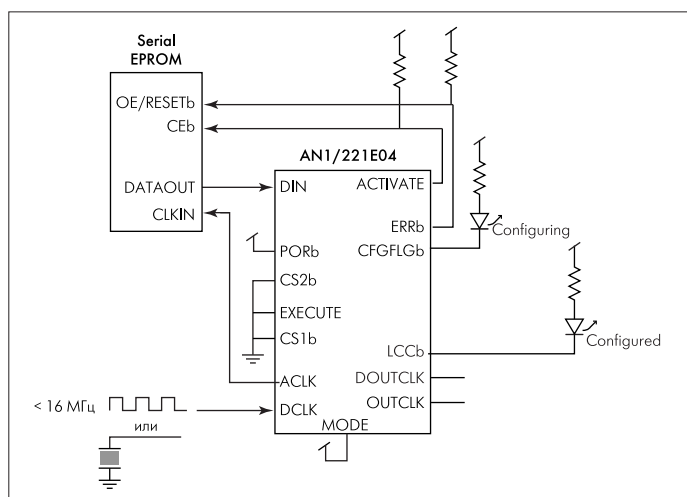 Serial
EPROM
OE/RESETb
CEb
DATAOUT
CLKIN
AN1/221E04
DIN
ACTIVATE
ERRb
PORb
CFGFLGb
CS2b
EXECUTE
CS1b
LCCb
ACLK
DOUTCLK
DCLK
OUTCLK
MODE
Configuring
Configured
< 16 МГц
или